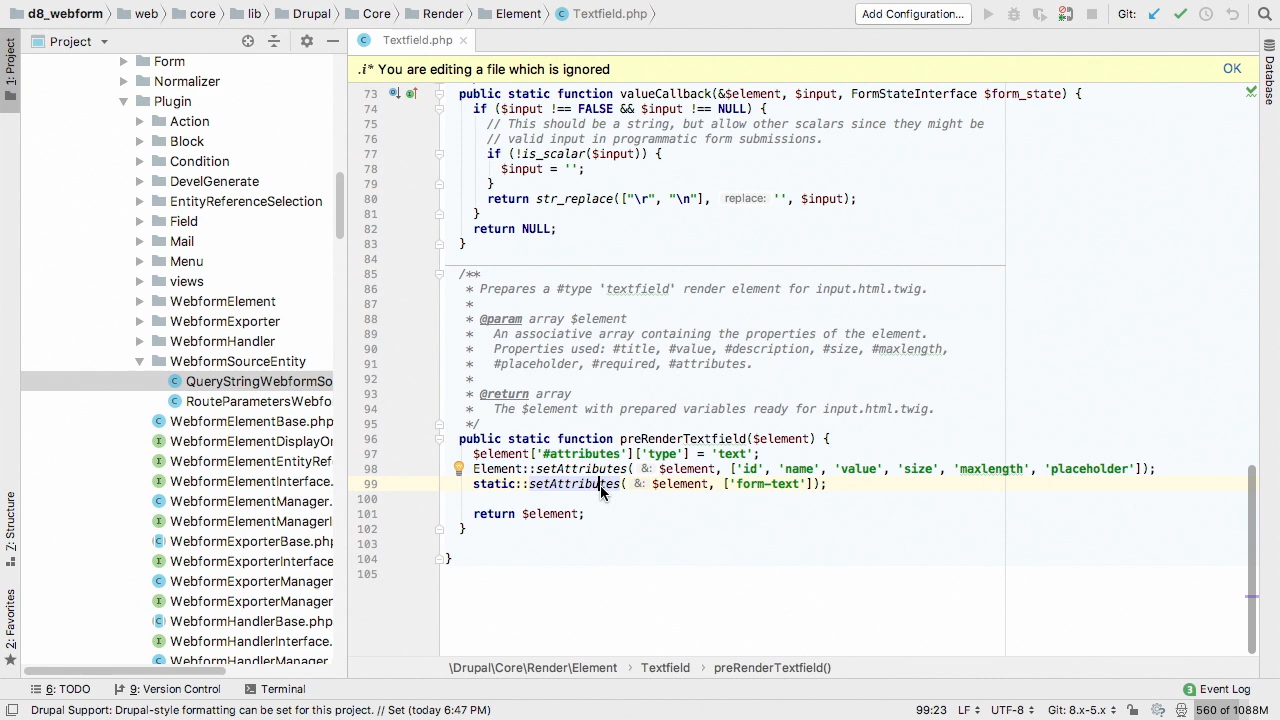 d8_webform web core lib Drupal Core Render Element Textfield.php Add Configuration... Git:
Project Textfield.php
.i* You are editing a file which is ignored OK
1: Project
Z: Structure
2: Favorites
Database
Form
Normalizer
Plugin
Action
Block
Condition
DevelGenerate
EntityReferenceSelection
Field
Mail
Menu
views
WebformElement
WebformExporter
WebformHandler
WebformSourceEntity
QueryStringWebformSo
RouteParametersWebfo
WebformElementBase.php
WebformElementDisplayOn
WebformElementEntityRef
WebformElementInterface.
WebformElementManager.
WebformElementManagerI
WebformExporterBase.php
WebformExporterInterface
WebformExporterManager
WebformExporterManager
WebformHandlerBase.php
WebformHandlerInterface.
WebformHandlerManager
73 public static function valueCallback(&$element, $input, FormStateInterface $form_state) {
74 if ($input !== FALSE && $input !== NULL) {
75 // This should be a string, but allow other scalars since they might be
76 // valid input in programmatic form submissions.
77 if (!is_scalar($input)) {
78 $input = '';
79 }
80 return str_replace(["\r", "\n"], replace: '', $input);
81 }
82 return NULL;
83 }
84
85 /**
86 * Prepares a #type 'textfield' render element for input.html.twig.
87 *
88 * @param array $element
89 * An associative array containing the properties of the element.
90 * Properties used: #title, #value, #description, #size, #maxlength,
91 * #placeholder, #required, #attributes.
92 *
93 * @return array
94 * The $element with prepared variables ready for input.html.twig.
95 */
96 public static function preRenderTextfield($element) {
97 $element['#attributes']['type'] = 'text';
98 Element::setAttributes( &: $element, ['id', 'name', 'value', 'size', 'maxlength', 'placeholder']);
99 static::setAttributes( &: $element, ['form-text']);
100
101 return $element;
102 }
103
104 }
105
\Drupal\Core\Render\Element Textfield preRenderTextfield()
6: TODO 9: Version Control Terminal 3 Event Log
Drupal Support: Drupal-style formatting can be set for this project. // Set (today 6:47 PM) 99:23 LF UTF-8 Git: 8.x-5.x 560 of 1088M